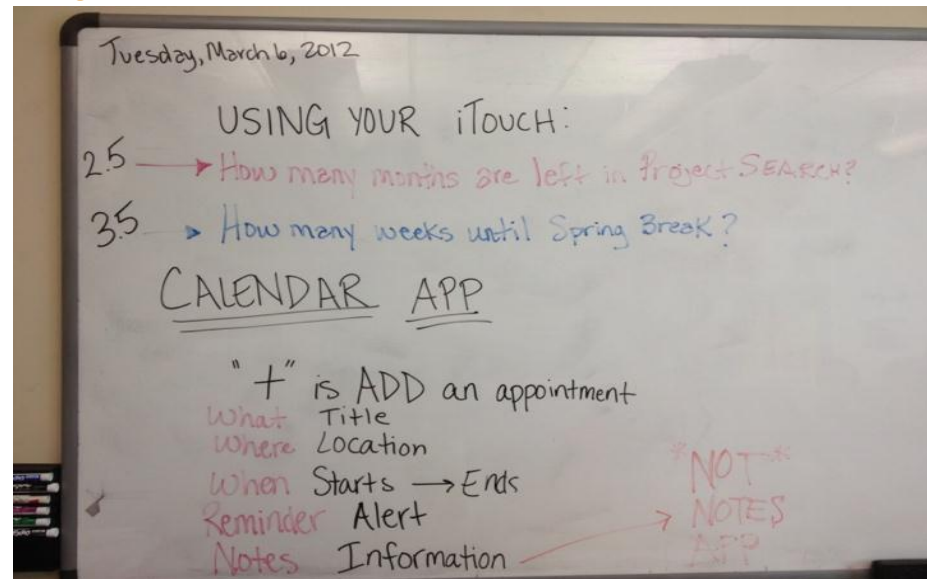 Tuesday, March 6, 2012
USING YOUR iTOUCH:
2.5 → How many months are left in Project SEARCH?
3.5 → How many weeks until Spring Break?
CALENDAR APP
"+" is ADD an appointment
What Title
Where Location
When Starts → Ends
Reminder Alert
Notes Information → *NOT*
NOTES
APP